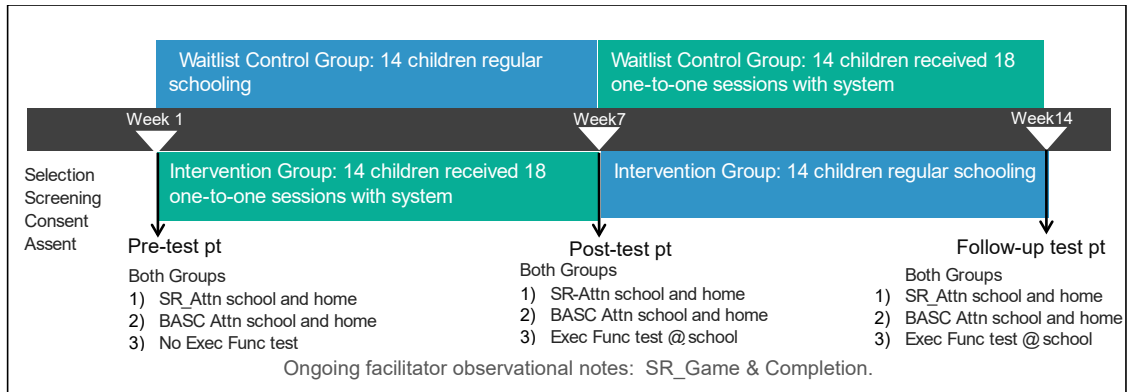 Waitlist Control Group: 14 children regular
schooling
Waitlist Control Group: 14 children received 18
one-to-one sessions with system
Week 1
Week7
Week14
Selection
Screening
Consent
Assent
Intervention Group: 14 children received 18
one-to-one sessions with system
Intervention Group: 14 children regular schooling
Pre-test pt
Both Groups
1) SR_Attn school and home
2) BASC Attn school and home
3) No Exec Func test
Post-test pt
Both Groups
1) SR-Attn school and home
2) BASC Attn school and home
3) Exec Func test @school
Follow-up test pt
Both Groups
1) SR_Attn school and home
2) BASC Attn school and home
3) Exec Func test @school
Ongoing facilitator observational notes: SR_Game & Completion.